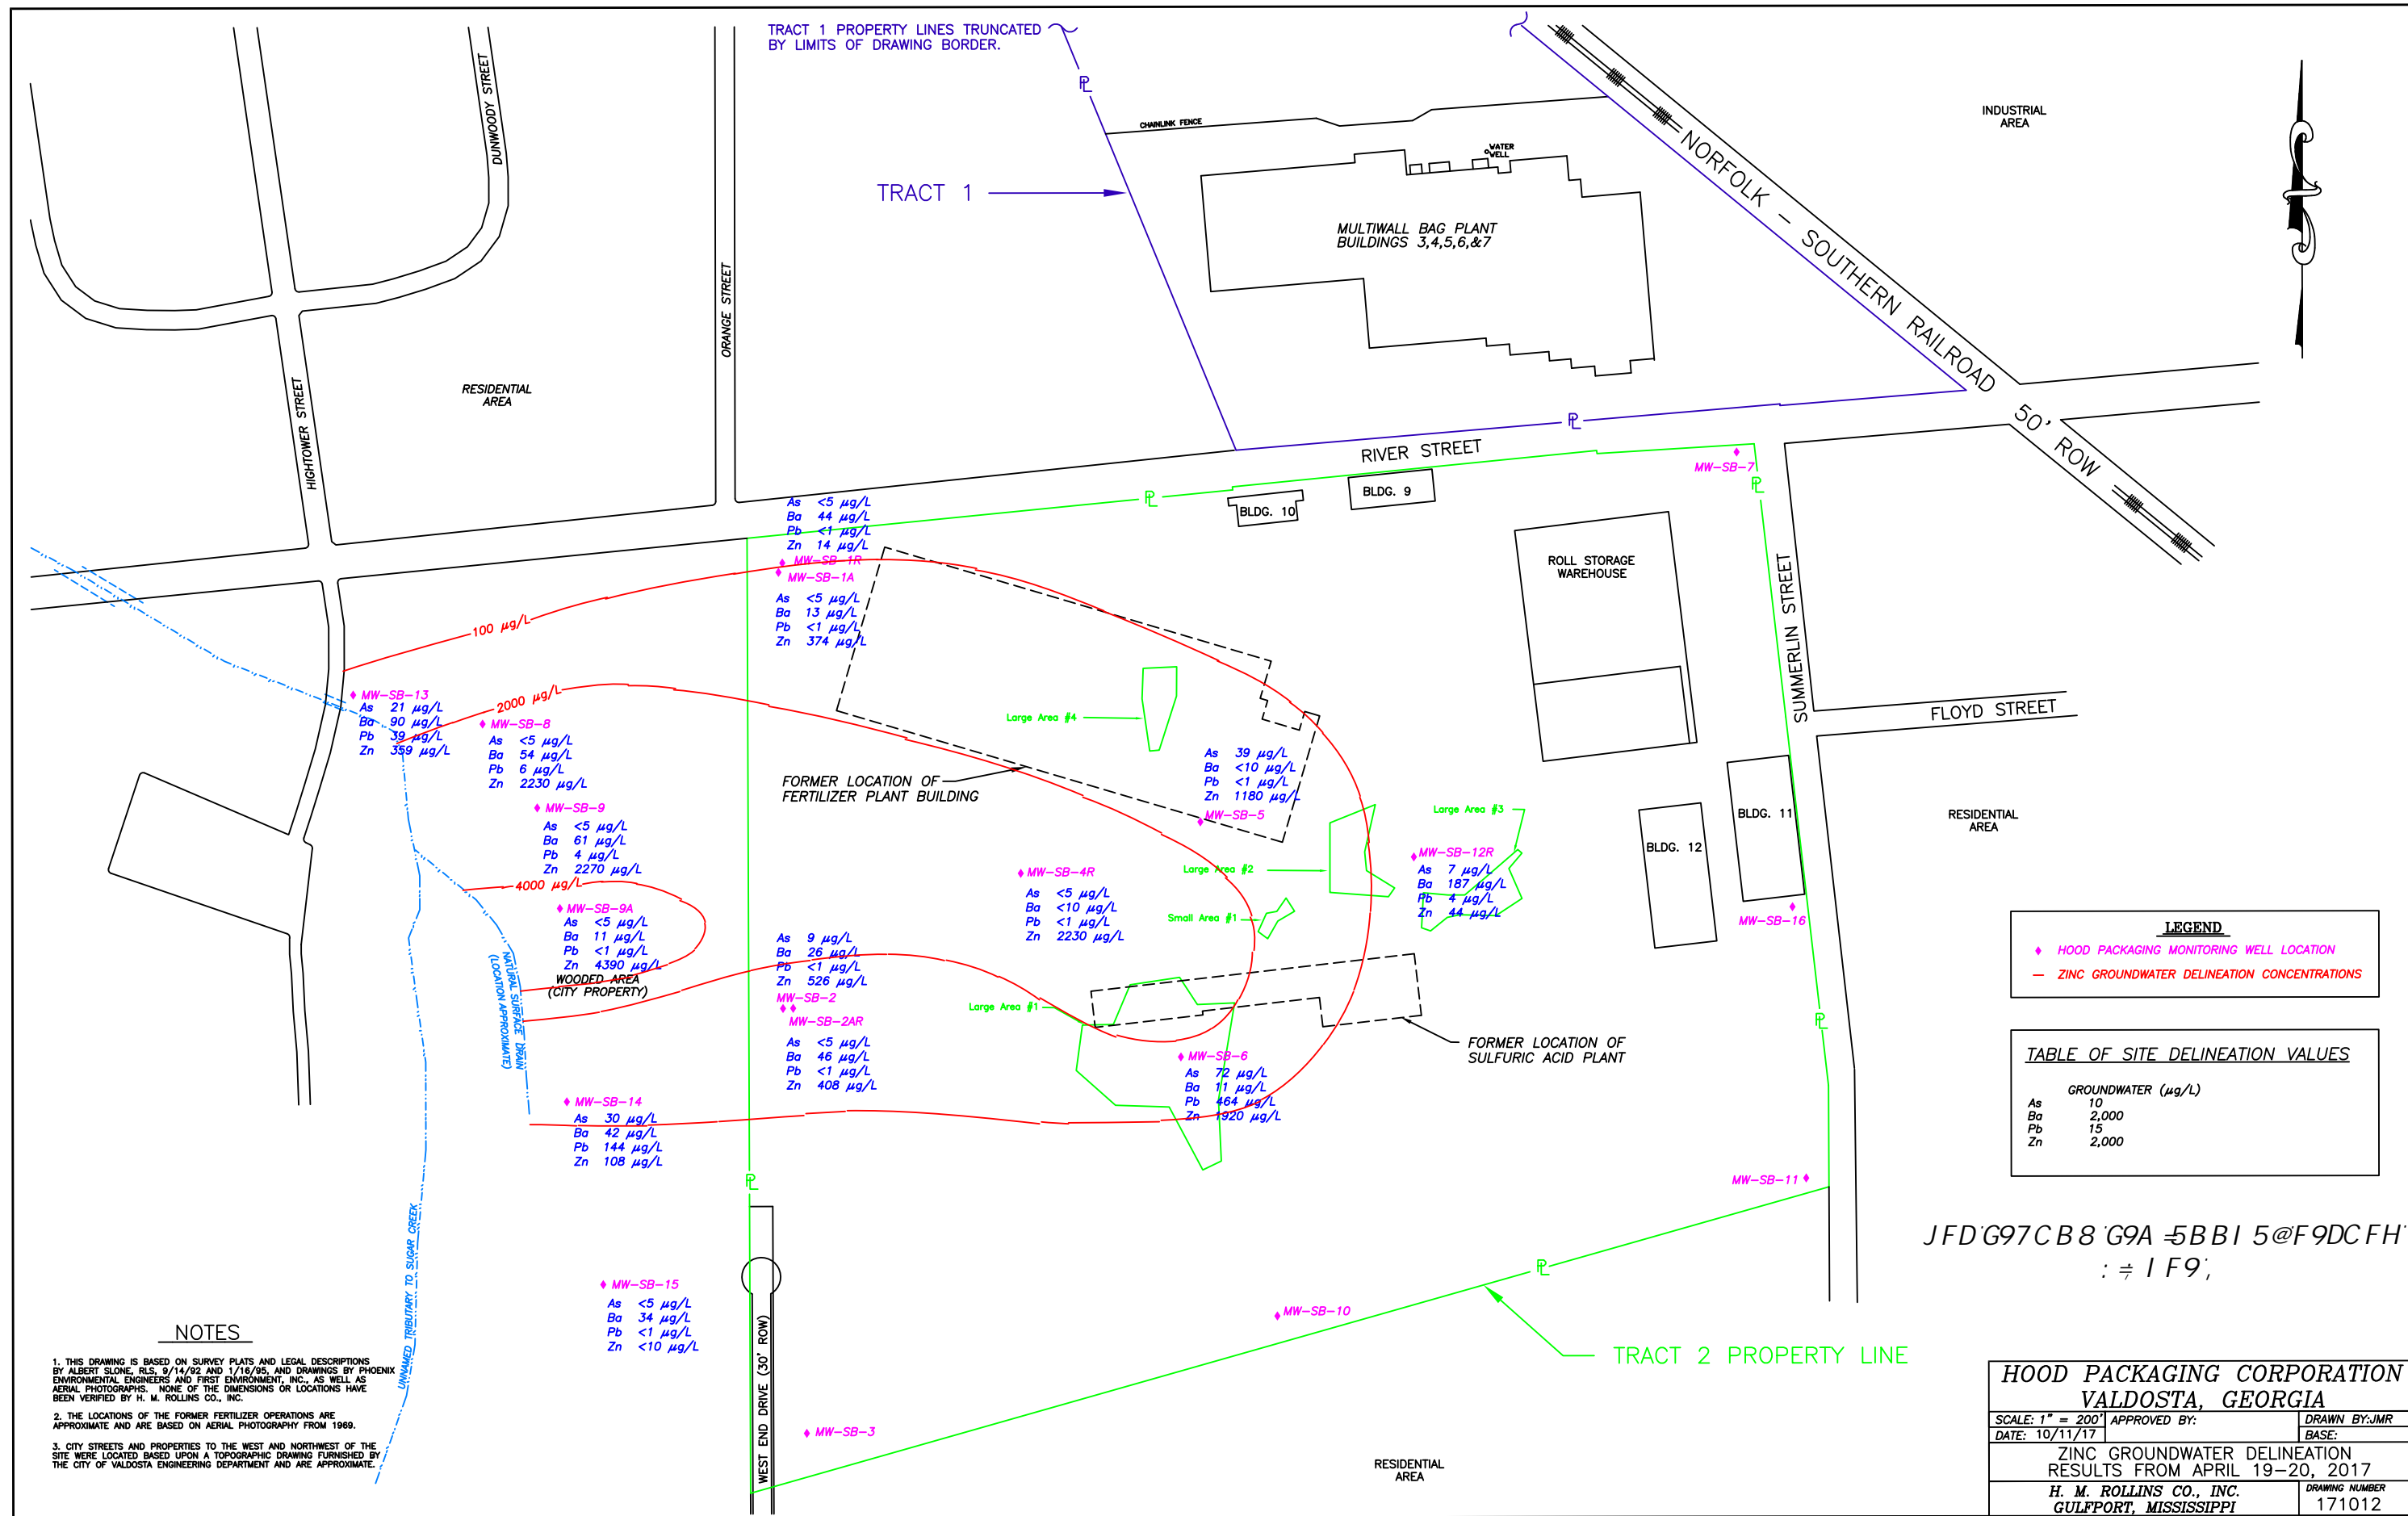 TRACT 1 PROPERTY LINES TRUNCATED
BY LIMITS OF DRAWING BORDER.
DUNWOODY STREET
HIGHTOWER STREET
ORANGE STREET
RESIDENTIAL
AREA
TRACT 1
CHAINLINK FENCE
WATER
WELL
MULTIWALL BAG PLANT
BUILDINGS 3,4,5,6,&7
NORFOLK - SOUTHERN RAILROAD
50' ROW
INDUSTRIAL
AREA
RIVER STREET
MW-SB-7
BLDG. 9
BLDG. 10
ROLL STORAGE
WAREHOUSE
SUMMERLIN STREET
FLOYD STREET
BLDG. 11
BLDG. 12
MW-SB-16
RESIDENTIAL
AREA
As <5 µg/L
Ba 44 µg/L
Pb <1 µg/L
Zn 14 µg/L
MW-SB-1R
MW-SB-1A
As <5 µg/L
Ba 13 µg/L
Pb <1 µg/L
Zn 374 µg/L
100 µg/L
2000 µg/L
4000 µg/L
MW-SB-13
As 21 µg/L
Ba 90 µg/L
Pb 39 µg/L
Zn 359 µg/L
MW-SB-8
As <5 µg/L
Ba 54 µg/L
Pb 6 µg/L
Zn 2230 µg/L
MW-SB-9
As <5 µg/L
Ba 61 µg/L
Pb 4 µg/L
Zn 2270 µg/L
MW-SB-9A
As <5 µg/L
Ba 11 µg/L
Pb <1 µg/L
Zn 4390 µg/L
WOODED AREA
(CITY PROPERTY)
NATURAL SURFACE DRAIN
(LOCATION APPROXIMATE)
UNNAMED TRIBUTARY TO SUGAR CREEK
FORMER LOCATION OF
FERTILIZER PLANT BUILDING
Large Area #4
As 39 µg/L
Ba <10 µg/L
Pb <1 µg/L
Zn 1180 µg/L
MW-SB-5
Large Area #3
Large Area #2
Small Area #1
Large Area #1
MW-SB-12R
As 7 µg/L
Ba 187 µg/L
Pb 4 µg/L
Zn 44 µg/L
MW-SB-4R
As <5 µg/L
Ba <10 µg/L
Pb <1 µg/L
Zn 2230 µg/L
As 9 µg/L
Ba 26 µg/L
Pb <1 µg/L
Zn 526 µg/L
MW-SB-2
MW-SB-2AR
As <5 µg/L
Ba 46 µg/L
Pb <1 µg/L
Zn 408 µg/L
MW-SB-6
As 72 µg/L
Ba 11 µg/L
Pb 464 µg/L
Zn 1920 µg/L
FORMER LOCATION OF
SULFURIC ACID PLANT
MW-SB-14
As 30 µg/L
Ba 42 µg/L
Pb 144 µg/L
Zn 108 µg/L
MW-SB-15
As <5 µg/L
Ba 34 µg/L
Pb <1 µg/L
Zn <10 µg/L
MW-SB-11
MW-SB-10
MW-SB-3
WEST END DRIVE (30' ROW)
TRACT 2 PROPERTY LINE
RESIDENTIAL
AREA
LEGEND
HOOD PACKAGING MONITORING WELL LOCATION
ZINC GROUNDWATER DELINEATION CONCENTRATIONS
TABLE OF SITE DELINEATION VALUES
GROUNDWATER (µg/L)
As 10
Ba 2,000
Pb 15
Zn 2,000
NOTES
1. THIS DRAWING IS BASED ON SURVEY PLATS AND LEGAL DESCRIPTIONS
BY ALBERT SLONE, RLS, 9/14/92 AND 1/16/95, AND DRAWINGS BY PHOENIX
ENVIRONMENTAL ENGINEERS AND FIRST ENVIRONMENT, INC., AS WELL AS
AERIAL PHOTOGRAPHS. NONE OF THE DIMENSIONS OR LOCATIONS HAVE
BEEN VERIFIED BY H. M. ROLLINS CO., INC.
2. THE LOCATIONS OF THE FORMER FERTILIZER OPERATIONS ARE
APPROXIMATE AND ARE BASED ON AERIAL PHOTOGRAPHY FROM 1969.
3. CITY STREETS AND PROPERTIES TO THE WEST AND NORTHWEST OF THE
SITE WERE LOCATED BASED UPON A TOPOGRAPHIC DRAWING FURNISHED BY
THE CITY OF VALDOSTA ENGINEERING DEPARTMENT AND ARE APPROXIMATE.
HOOD PACKAGING CORPORATION
VALDOSTA, GEORGIA
SCALE: 1" = 200' APPROVED BY: DRAWN BY:JMR
DATE: 10/11/17 BASE:
ZINC GROUNDWATER DELINEATION
RESULTS FROM APRIL 19-20, 2017
H. M. ROLLINS CO., INC.
GULFPORT, MISSISSIPPI
DRAWING NUMBER
171012